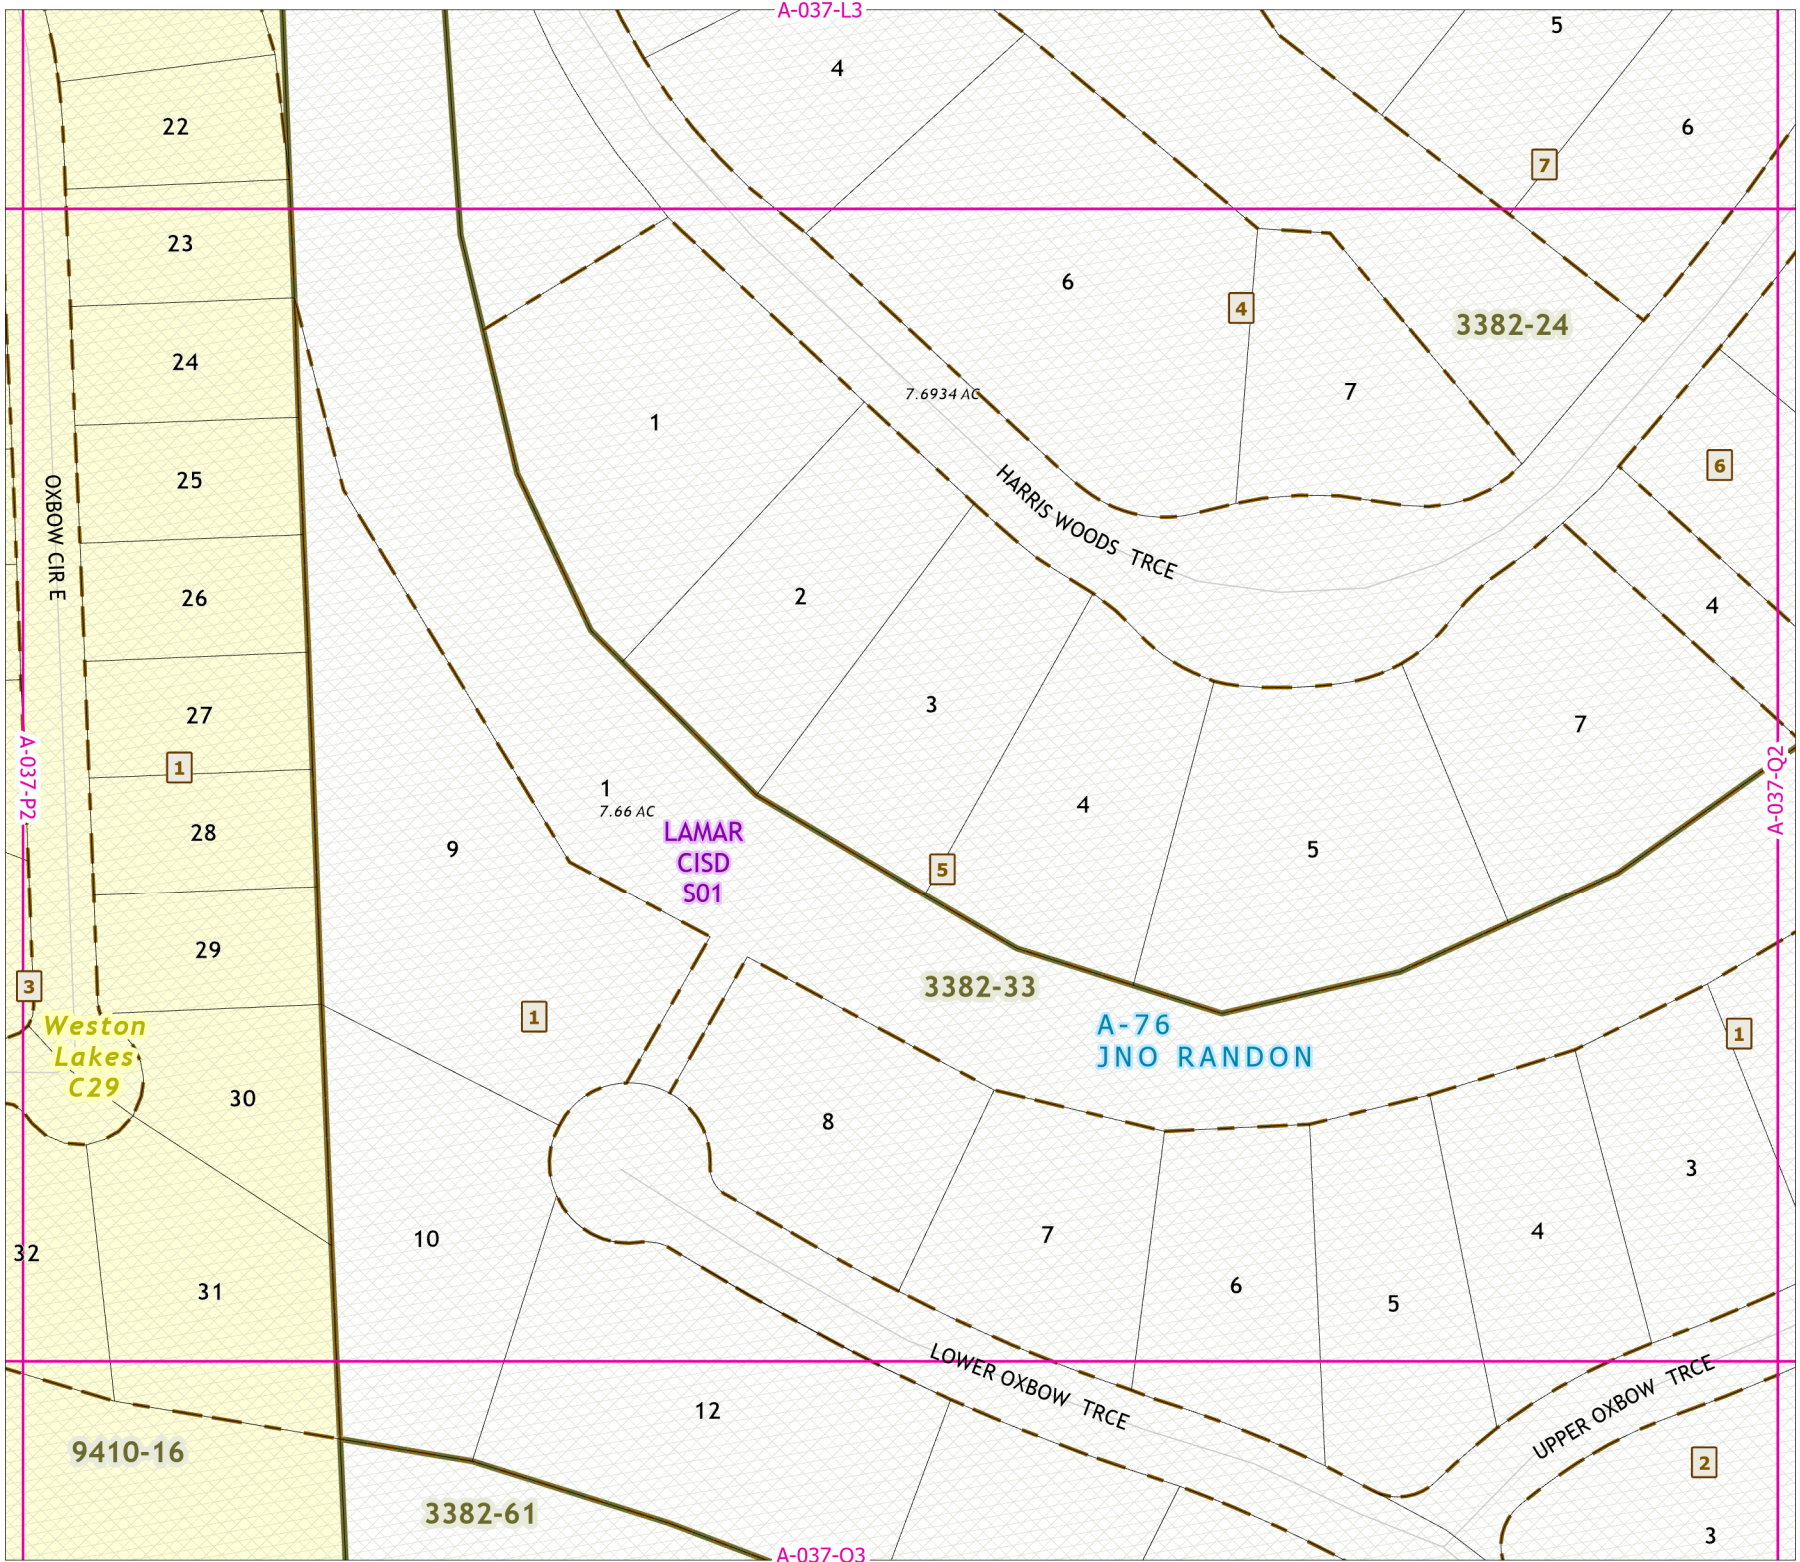 A-037-L3
5
4
22
6
7
23
6
4
3382-24
24
7.6934 AC
7
1
6
25
HARRIS WOODS TRCE
OXBOW CIR E
26
2
4
3
27
7
A-037-P2
1
A-037-Q2
1
7.66 AC
4
28
LAMAR
CISD
S01
9
5
5
29
3
3382-33
1
Weston
Lakes
C29
A-76
JNO RANDON
1
30
8
3
10
7
4
32
31
6
5
LOWER OXBOW TRCE
UPPER OXBOW TRCE
12
9410-16
2
3382-61
3
A-037-O3